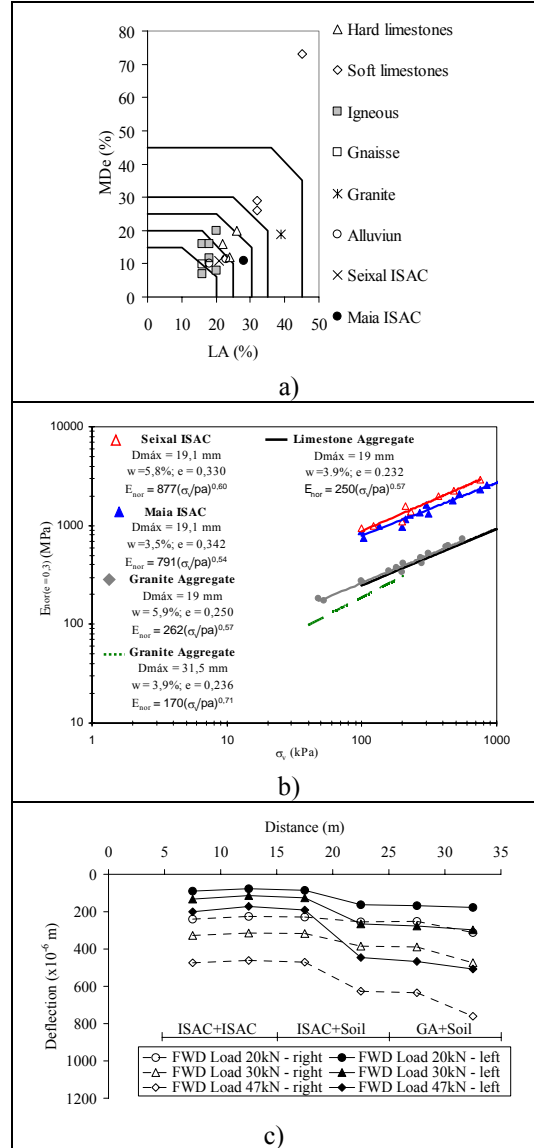 MDe (%)
80
70
60
50
40
30
20
10
0
0 10 20 30 40 50
LA (%)
Hard limestones
Soft limestones
Igneous
Gnaisse
Granite
Alluviun
Seixal ISAC
Maia ISAC
a)
Enor(e=0,3) (MPa)
10000
1000
100
10
1 10 100 1000
σv (kPa)
Seixal ISAC
Dmáx = 19,1 mm
w=5,8%; e = 0,330
Enor = 877(σv/pa)^0,60
Maia ISAC
Dmáx = 19,1 mm
w=3,5%; e = 0,342
Enor = 791(σv/pa)^0,54
Granite Aggregate
Dmáx = 19 mm
w=5,9%; e = 0,250
Enor = 262(σv/pa)^0,57
Granite Aggregate
Dmáx = 31,5 mm
w=3,9%; e = 0,236
Enor = 170(σv/pa)^0,71
Limestone Aggregate
Dmáx = 19 mm
w=3.9%; e = 0.232
Enor = 250(σv/pa)^0.57
b)
Distance (m)
0 5 10 15 20 25 30 35
Deflection (x10^-6 m)
0
200
400
600
800
1000
1200
ISAC+ISAC ISAC+Soil GA+Soil
FWD Load 20kN - right FWD Load 20kN - left
FWD Load 30kN - right FWD Load 30kN - left
FWD Load 47kN - right FWD Load 47kN - left
c)